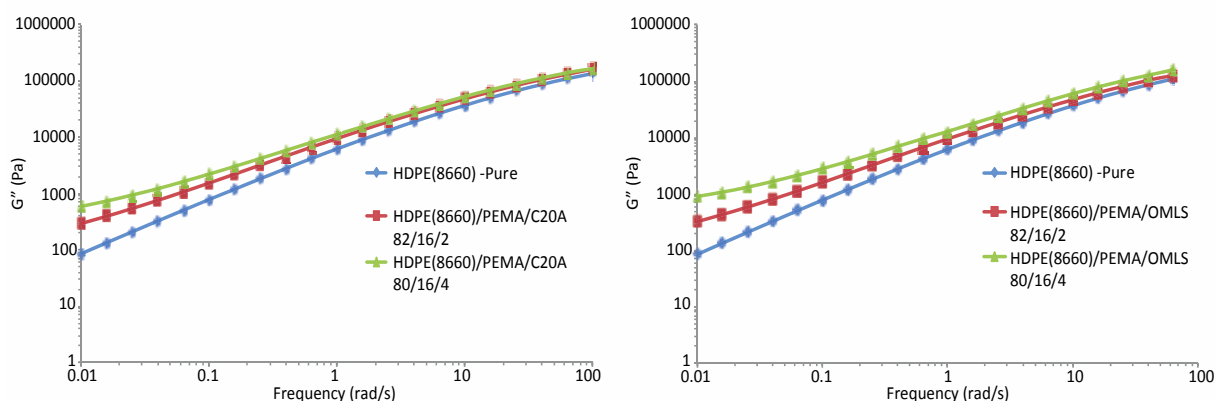 1000000
100000
10000
1000
100
10
1
G″ (Pa)
0.01
0.1
1
10
100
Frequency (rad/s)
HDPE(8660) -Pure
HDPE(8660)/PEMA/C20A
82/16/2
HDPE(8660)/PEMA/C20A
80/16/4
1000000
100000
10000
1000
100
10
1
G″ (Pa)
0.01
0.1
1
10
100
Frequency (rad/s)
HDPE(8660) -Pure
HDPE(8660)/PEMA/OMLS
82/16/2
HDPE(8660)/PEMA/OMLS
80/16/4